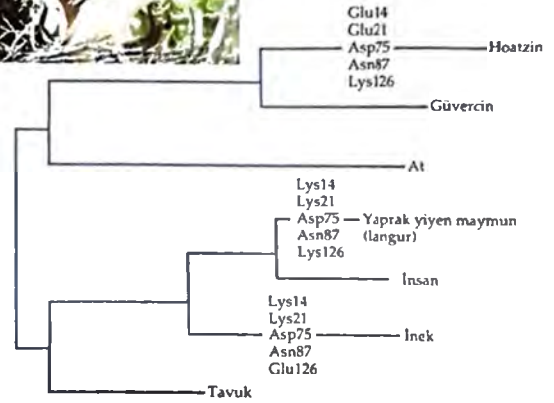 Glu14
Glu21
Asp75
Hoatzin
Asn87
Lys126
Güvercin
At
Lys14
Lys21
Asp75
Yaprak yiyen maymun
Asn87
(langur)
Lys126
İnsan
Lys14
Lys21
Asp75
İnek
Asn87
Glu126
Tavuk